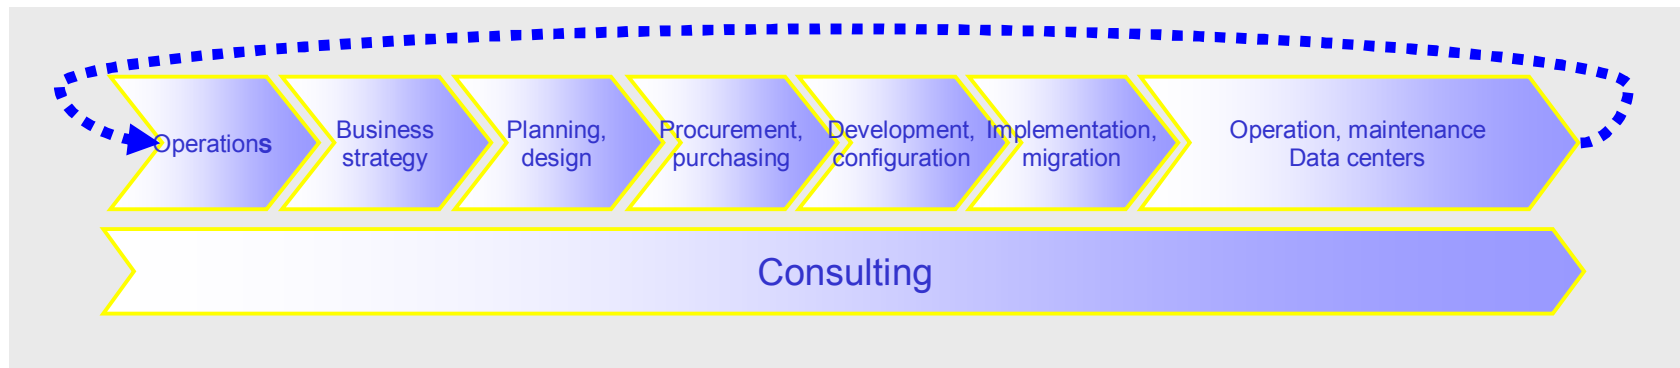 Operations
Business
strategy
Planning,
design
Procurement,
purchasing
Development,
configuration
Implementation,
migration
Operation, maintenance
Data centers
Consulting